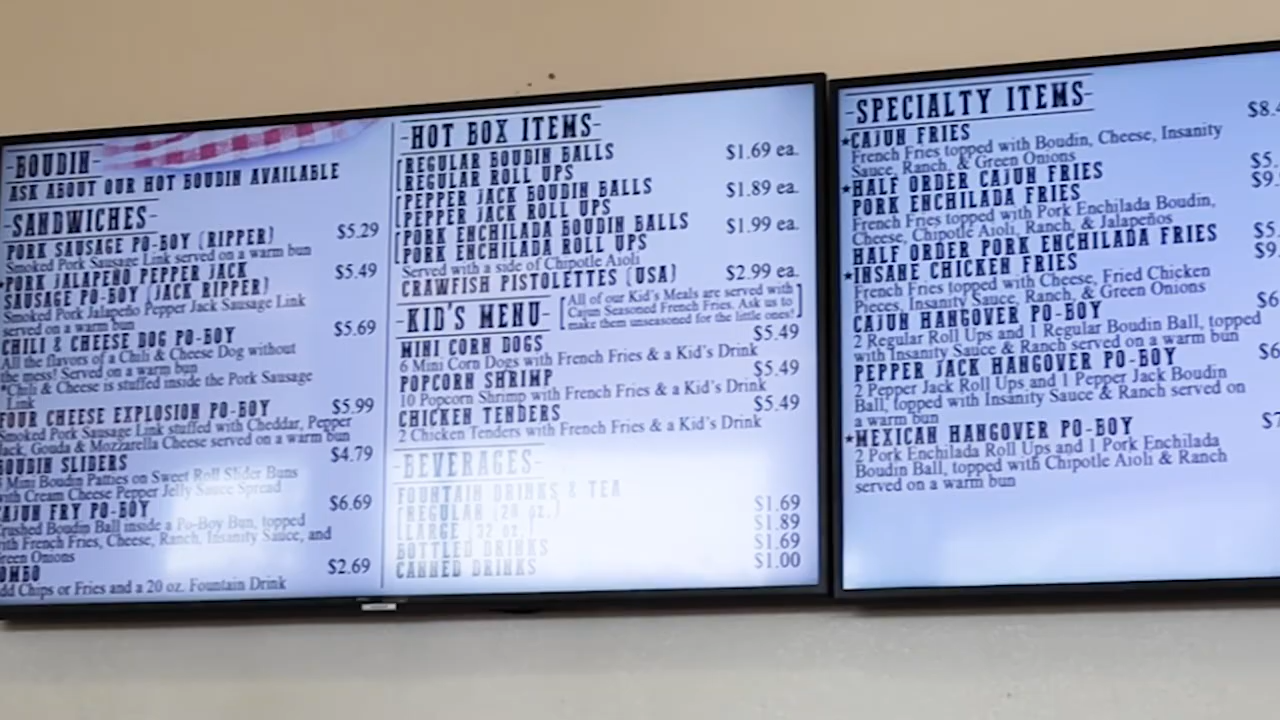 -BOUDIN-
ASK ABOUT OUR HOT BOUDIN AVAILABLE
-SANDWICHES-
PORK SAUSAGE PO-BOY (RIPPER) $5.29
Smoked Pork Sausage Link served on a warm bun
PORK JALAPEÑO PEPPER JACK $5.49
SAUSAGE PO-BOY (JACK RIPPER)
Smoked Pork Jalapeño Pepper Jack Sausage Link
served on a warm bun
CHILI & CHEESE DOG PO-BOY $5.69
All the flavors of a Chili & Cheese Dog without
the mess! Served on a warm bun
*Chili & Cheese is stuffed inside the Pork Sausage
Link
FOUR CHEESE EXPLOSION PO-BOY $5.99
Smoked Pork Sausage Link stuffed with Cheddar, Pepper
Jack, Gouda & Mozzarella Cheese served on a warm bun
BOUDIN SLIDERS $4.79
Mini Boudin Patties on Sweet Roll Slider Buns
with Cream Cheese Pepper Jelly Sauce Spread
CAJUN FRY PO-BOY $6.69
Crushed Boudin Ball inside a Po-Boy Bun, topped
with French Fries, Cheese, Ranch, Insanity Sauce, and
Green Onions
COMBO $2.69
Add Chips or Fries and a 20 oz. Fountain Drink
-HOT BOX ITEMS-
[REGULAR BOUDIN BALLS $1.69 ea.
[REGULAR ROLL UPS
[PEPPER JACK BOUDIN BALLS $1.89 ea.
[PEPPER JACK ROLL UPS
[PORK ENCHILADA BOUDIN BALLS $1.99 ea.
[PORK ENCHILADA ROLL UPS
Served with a side of Chipotle Aioli
CRAWFISH PISTOLETTES (USA) $2.99 ea.
-KID'S MENU-
[All of our Kid's Meals are served with
Cajun Seasoned French Fries. Ask us to
make them unseasoned for the little ones!]
MINI CORN DOGS $5.49
6 Mini Corn Dogs with French Fries & a Kid's Drink
POPCORN SHRIMP $5.49
10 Popcorn Shrimp with French Fries & a Kid's Drink
CHICKEN TENDERS $5.49
2 Chicken Tenders with French Fries & a Kid's Drink
-BEVERAGES-
FOUNTAIN DRINKS & TEA
[REGULAR (20 oz.) $1.69
[LARGE (32 oz.) $1.89
BOTTLED DRINKS $1.69
CANNED DRINKS $1.00
-SPECIALTY ITEMS-
★CAJUN FRIES $8.4
French Fries topped with Boudin, Cheese, Insanity
Sauce, Ranch, & Green Onions
★HALF ORDER CAJUN FRIES $5.
PORK ENCHILADA FRIES $9.
French Fries topped with Pork Enchilada Boudin,
Cheese, Chipotle Aioli, Ranch, & Jalapeños
HALF ORDER PORK ENCHILADA FRIES $5.
★INSANE CHICKEN FRIES $9.
French Fries topped with Cheese, Fried Chicken
Pieces, Insanity Sauce, Ranch, & Green Onions
CAJUN HANGOVER PO-BOY $6
2 Regular Roll Ups and 1 Regular Boudin Ball, topped
with Insanity Sauce & Ranch served on a warm bun
PEPPER JACK HANGOVER PO-BOY $6
2 Pepper Jack Roll Ups and 1 Pepper Jack Boudin
Ball, topped with Insanity Sauce & Ranch served on
a warm bun
★MEXICAN HANGOVER PO-BOY $7
2 Pork Enchilada Roll Ups and 1 Pork Enchilada
Boudin Ball, topped with Chipotle Aioli & Ranch
served on a warm bun